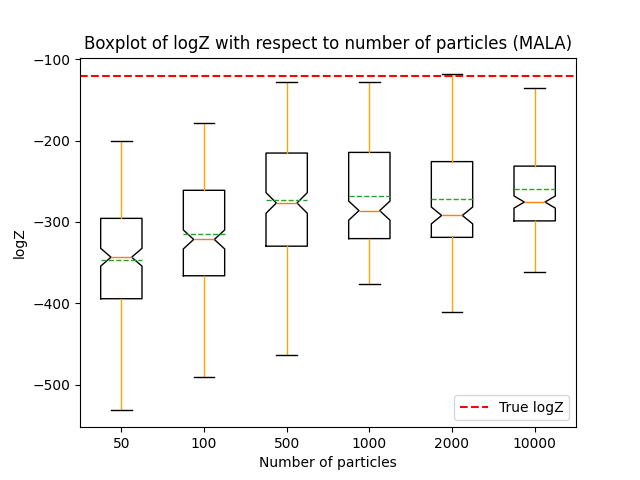 Boxplot of logZ with respect to number of particles (MALA)
−100
−200
−300
−400
−500
logZ
50 100 500 1000 2000 10000
Number of particles
True logZ